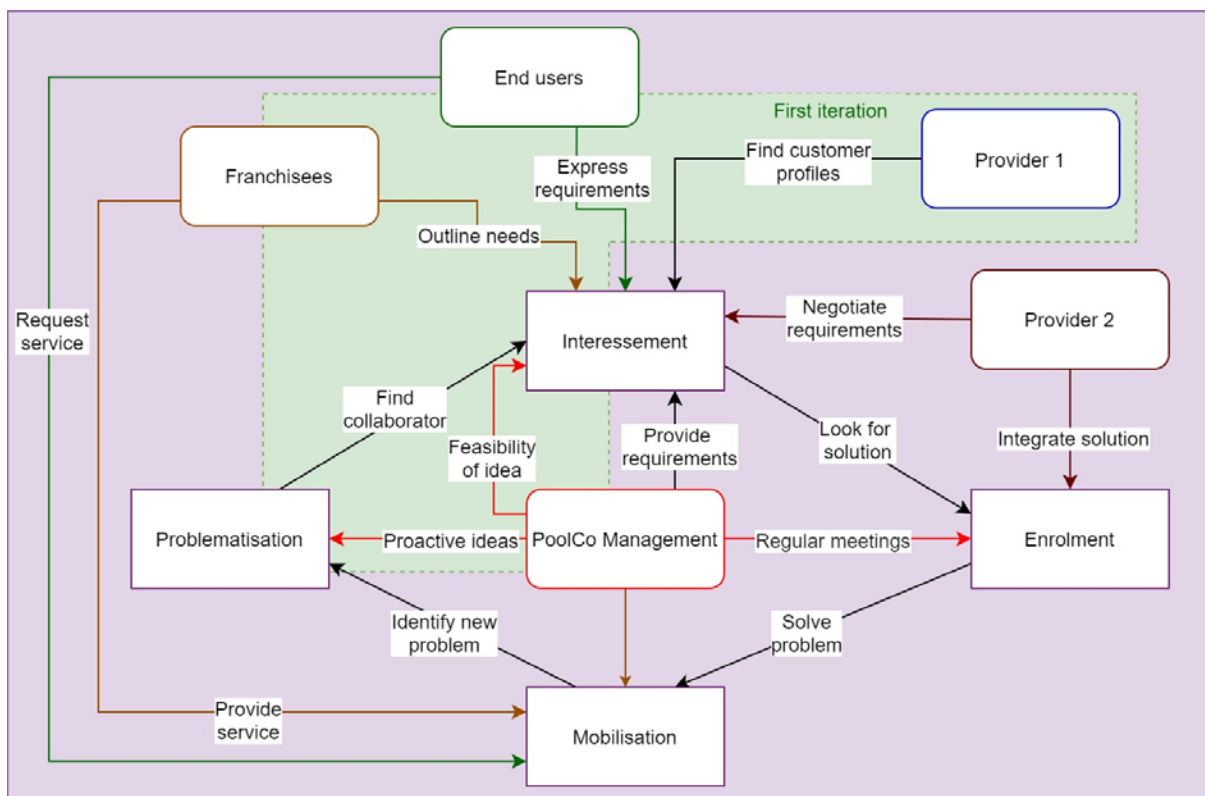 End users
First iteration
Find customer
profiles
Provider 1
Franchisees
Express
requirements
Outline needs
Request
service
Negotiate
requirements
Provider 2
Interessement
Find
collaborator
Feasibility
of idea
Provide
requirements
Look for
solution
Integrate solution
Problematisation
Proactive ideas
PoolCo Management
Regular meetings
Enrolment
Identify new
problem
Solve
problem
Provide
service
Mobilisation